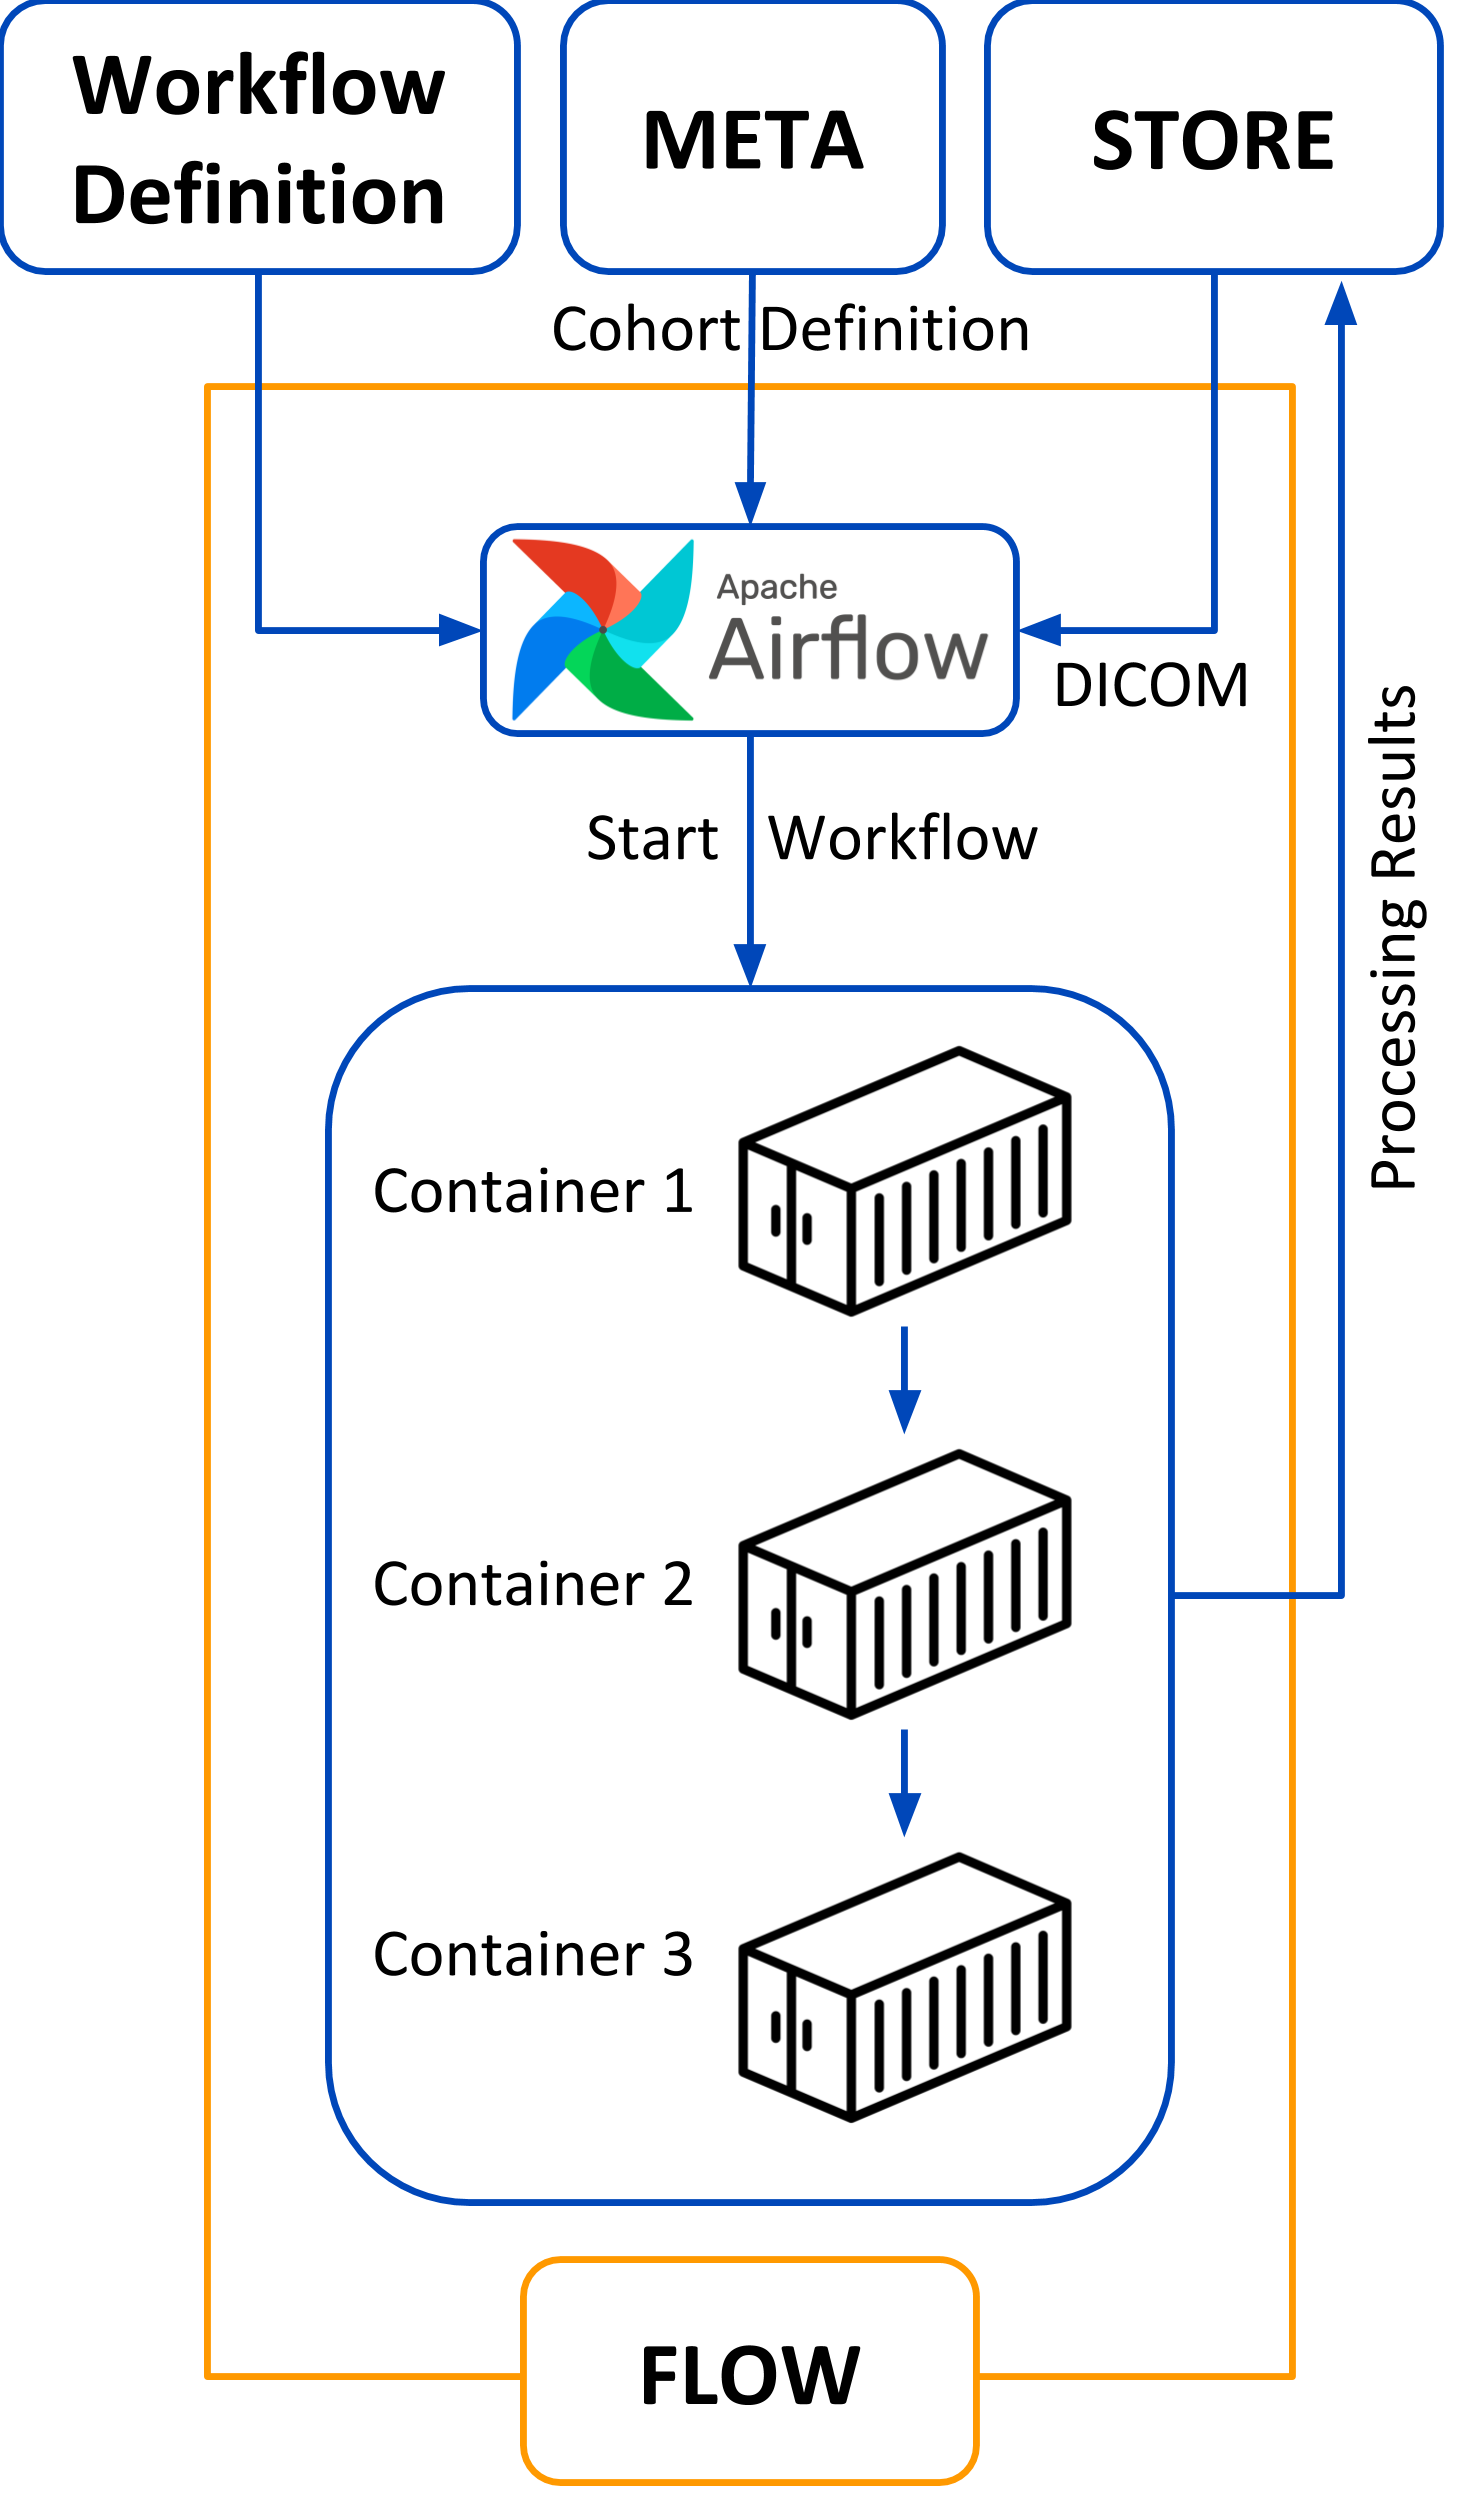 Workflow
Definition
META
STORE
Cohort Definition
Apache
Airflow
DICOM
Start Workflow
Processing Results
Container 1
Container 2
Container 3
FLOW